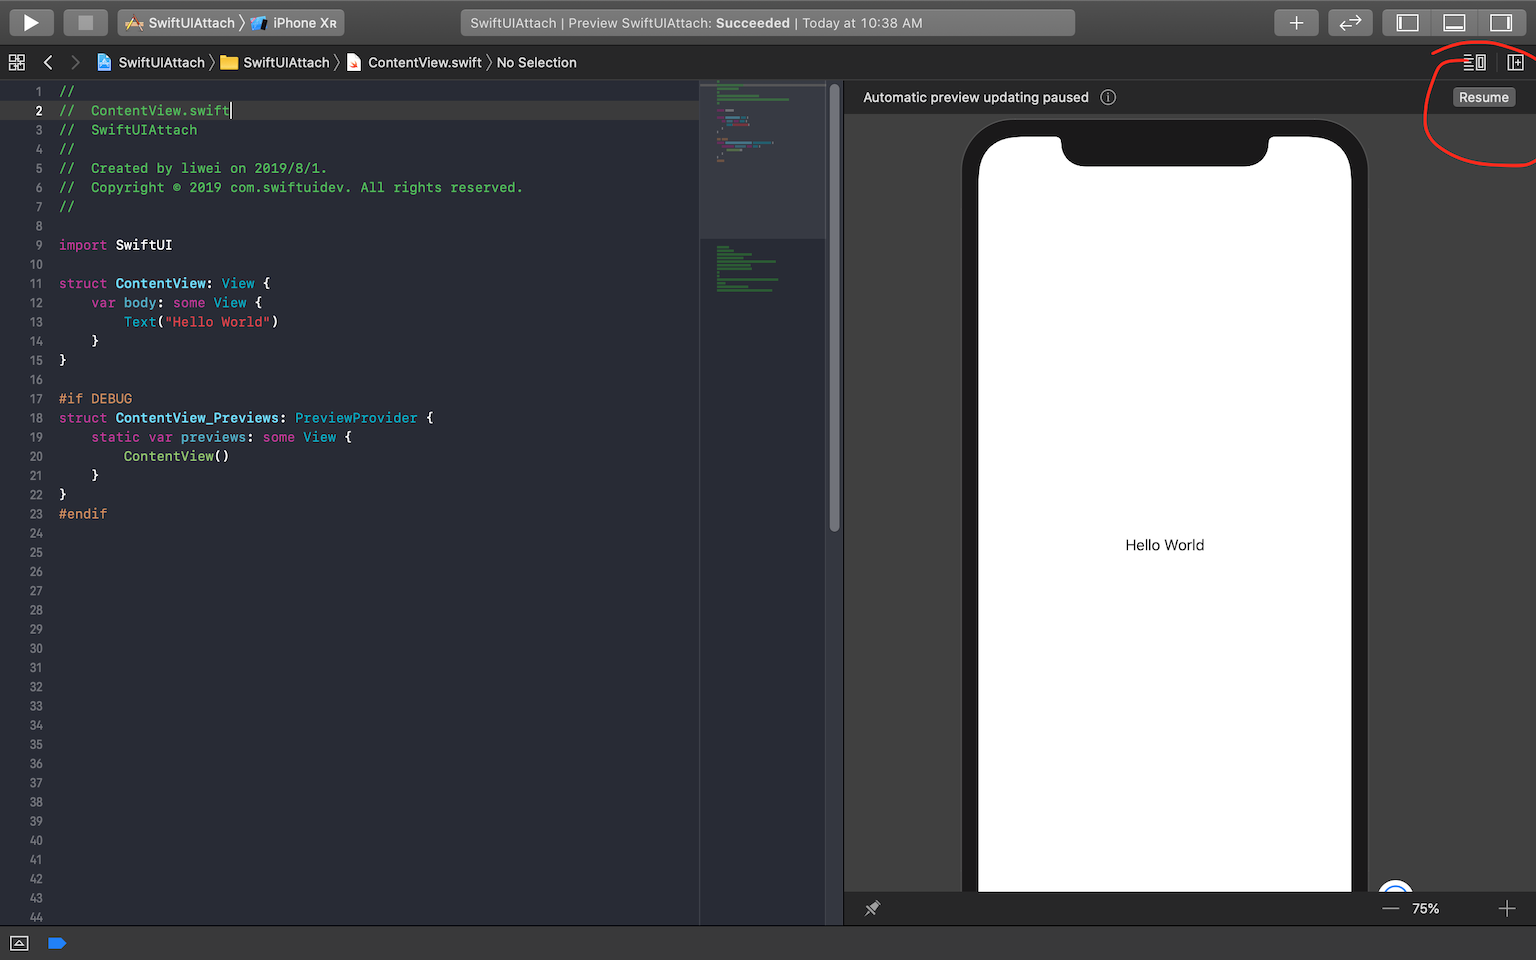 SwiftUIAttach 〉 iPhone Xʀ
SwiftUIAttach | Preview SwiftUIAttach: Succeeded | Today at 10:38 AM
SwiftUIAttach 〉 SwiftUIAttach 〉 ContentView.swift 〉 No Selection
1 //
2 //  ContentView.swift
3 //  SwiftUIAttach
4 //
5 //  Created by liwei on 2019/8/1.
6 //  Copyright © 2019 com.swiftuidev. All rights reserved.
7 //
8
9 import SwiftUI
10
11 struct ContentView: View {
12     var body: some View {
13         Text("Hello World")
14     }
15 }
16
17 #if DEBUG
18 struct ContentView_Previews: PreviewProvider {
19     static var previews: some View {
20         ContentView()
21     }
22 }
23 #endif
24
25
26
27
28
29
30
31
32
33
34
35
36
37
38
39
40
41
42
43
44
Automatic preview updating paused
Resume
Hello World
75%